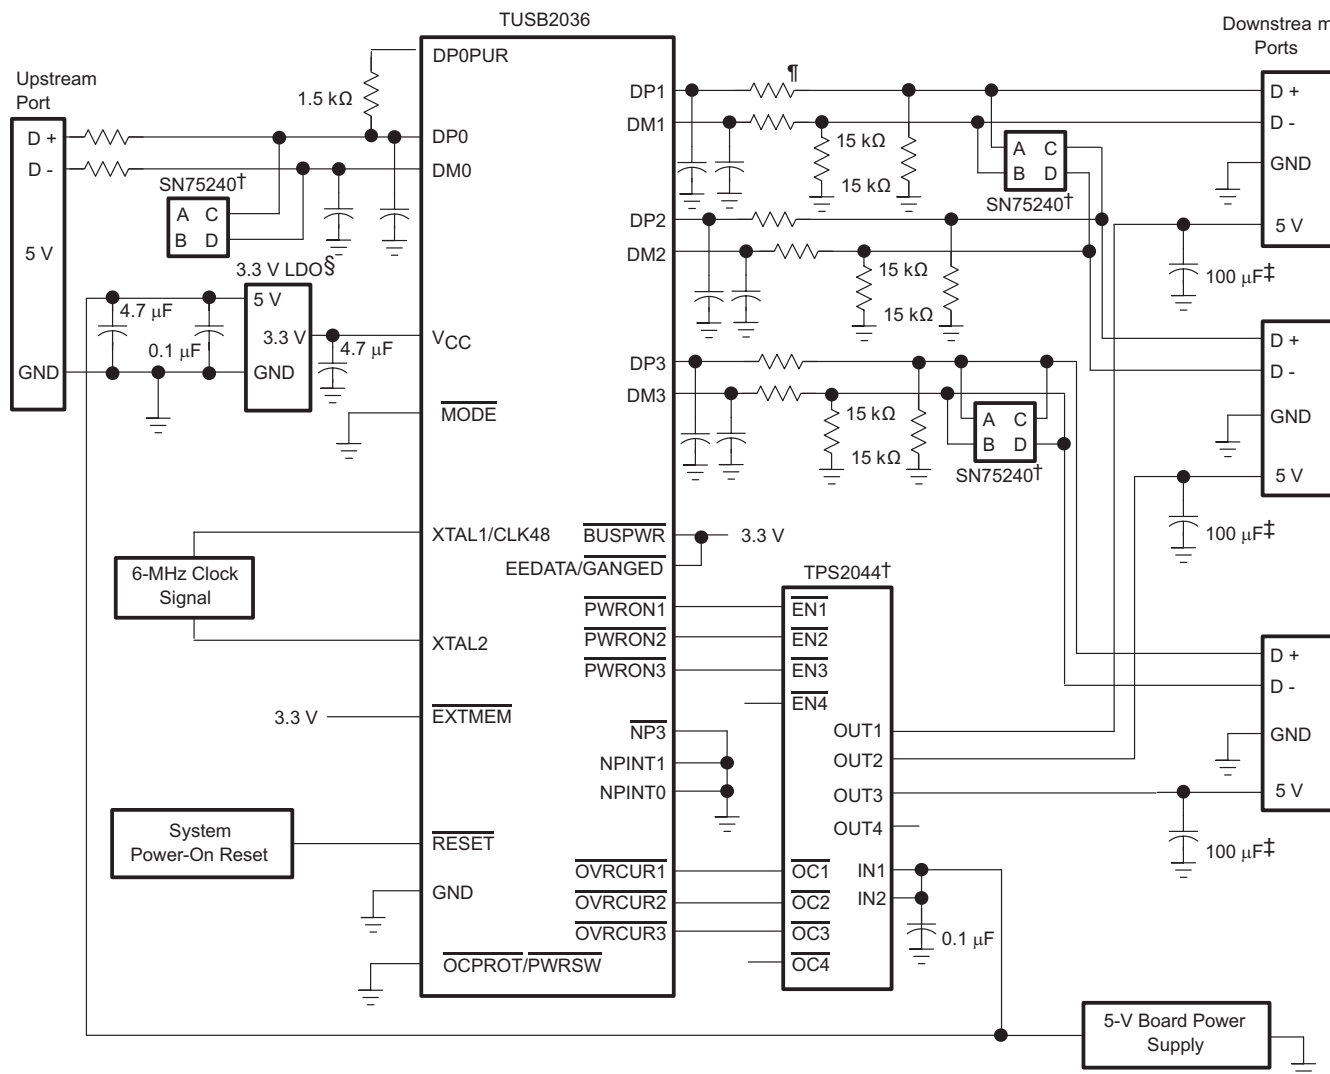 TUSB2036
Downstrea m
Ports
Upstream
Port
D +
D -
5 V
GND
1.5 kΩ
SN75240†
A C
B D
3.3 V LDO§
5 V
3.3 V
GND
4.7 µF
0.1 µF
4.7 µF
6-MHz Clock
Signal
3.3 V
System
Power-On Reset
DP0PUR
DP0
DM0
VCC
MODE
XTAL1/CLK48
XTAL2
EXTMEM
RESET
GND
OCPROT/PWRSW
DP1
DM1
DP2
DM2
DP3
DM3
BUSPWR
EEDATA/GANGED
PWRON1
PWRON2
PWRON3
NP3
NPINT1
NPINT0
OVRCUR1
OVRCUR2
OVRCUR3
¶
15 kΩ
15 kΩ
A C
B D
SN75240†
15 kΩ
15 kΩ
15 kΩ
15 kΩ
A C
B D
SN75240†
3.3 V
TPS2044†
EN1
EN2
EN3
EN4
OUT1
OUT2
OUT3
OUT4
IN1
IN2
OC1
OC2
OC3
OC4
0.1 µF
D +
D -
GND
5 V
100 µF‡
D +
D -
GND
5 V
100 µF‡
D +
D -
GND
5 V
100 µF‡
5-V Board Power
Supply